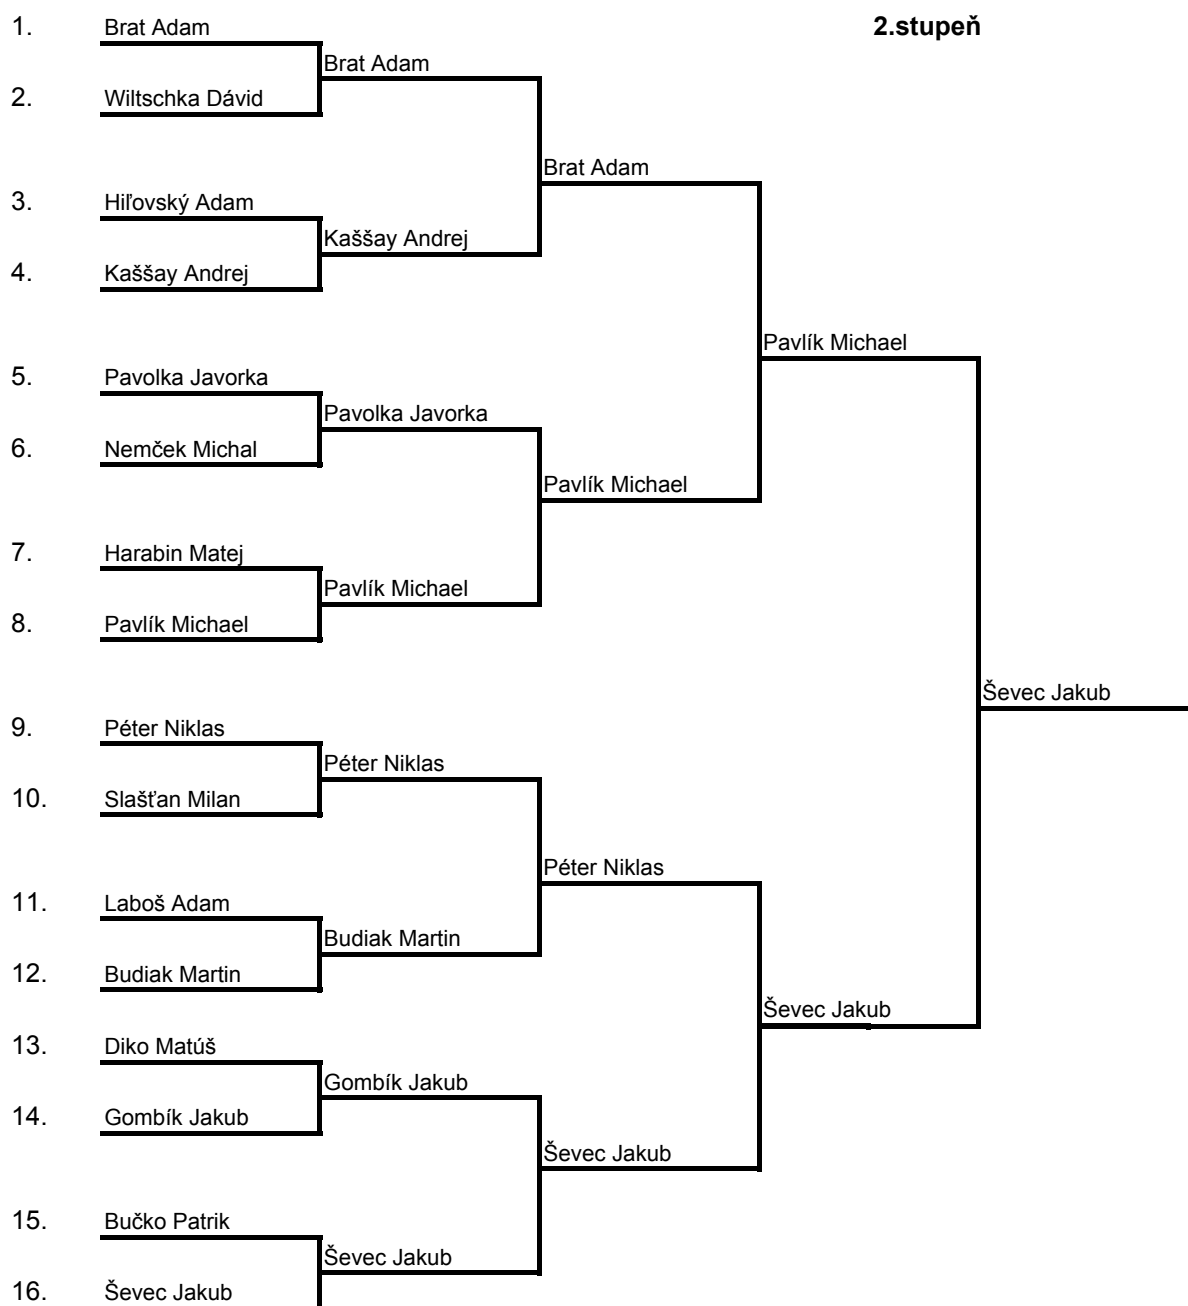 1. Brat Adam 2.stupeň
Brat Adam
2. Wiltschka Dávid
Brat Adam
3. Hiľovský Adam
Kaššay Andrej
4. Kaššay Andrej
Pavlík Michael
5. Pavolka Javorka
Pavolka Javorka
6. Nemček Michal
Pavlík Michael
7. Harabin Matej
Pavlík Michael
8. Pavlík Michael
Ševec Jakub
9. Péter Niklas
Péter Niklas
10. Slašťan Milan
Péter Niklas
11. Laboš Adam
Budiak Martin
12. Budiak Martin
Ševec Jakub
13. Diko Matúš
Gombík Jakub
14. Gombík Jakub
Ševec Jakub
15. Bučko Patrik
Ševec Jakub
16. Ševec Jakub